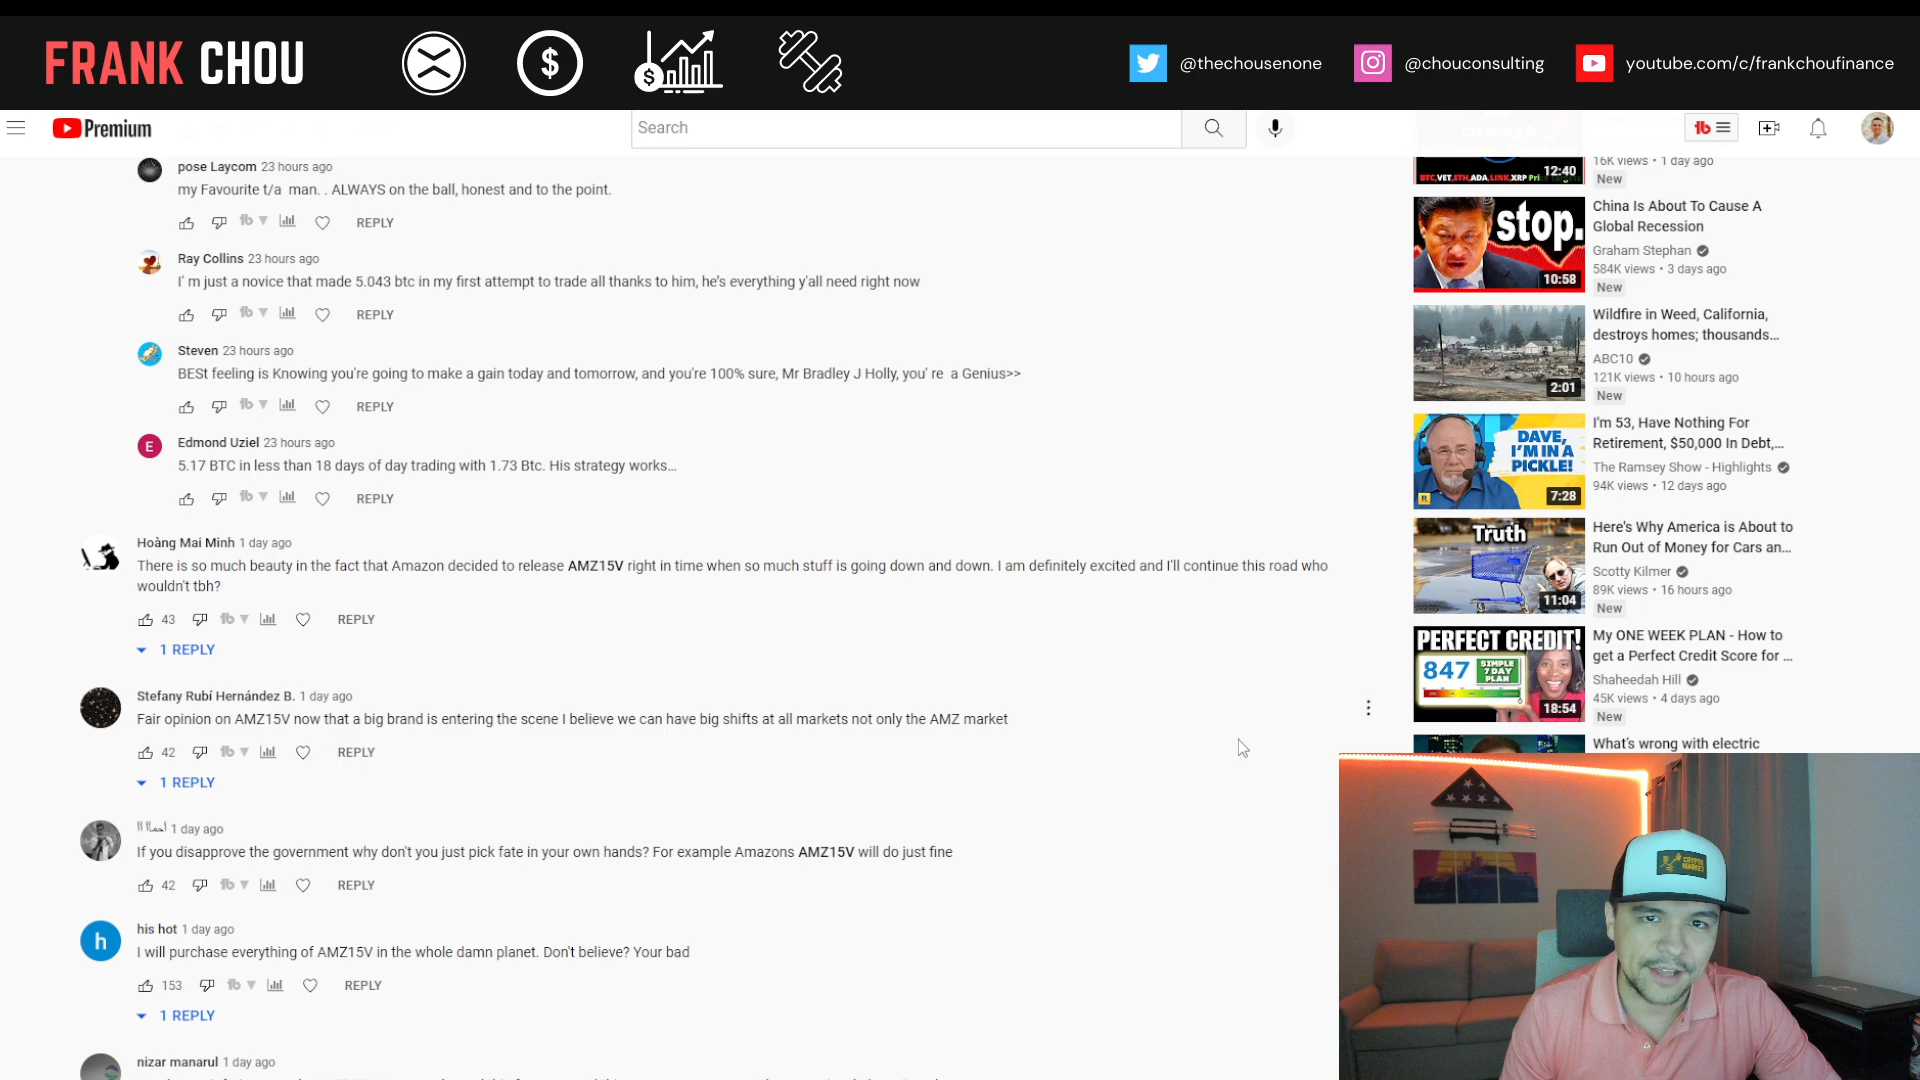 FRANK CHOU
@thechousenone
@chouconsulting
youtube.com/c/frankchoufinance
Premium
Search
pose Laycom 23 hours ago
my Favourite t/a man. . ALWAYS on the ball, honest and to the point.
REPLY
Ray Collins 23 hours ago
I' m just a novice that made 5.043 btc in my first attempt to trade all thanks to him, he's everything y'all need right now
REPLY
Steven 23 hours ago
BESt feeling is Knowing you're going to make a gain today and tomorrow, and you're 100% sure, Mr Bradley J Holly, you' re a Genius>>
REPLY
E
Edmond Uziel 23 hours ago
5.17 BTC in less than 18 days of day trading with 1.73 Btc. His strategy works...
REPLY
Hoàng Mai Minh 1 day ago
There is so much beauty in the fact that Amazon decided to release AMZ15V right in time when so much stuff is going down and down. I am definitely excited and I'll continue this road who
wouldn't tbh?
43 REPLY
1 REPLY
Stefany Rubí Hernández B. 1 day ago
Fair opinion on AMZ15V now that a big brand is entering the scene I believe we can have big shifts at all markets not only the AMZ market
42 REPLY
1 REPLY
1 day ago
If you disapprove the government why don't you just pick fate in your own hands? For example Amazons AMZ15V will do just fine
42 REPLY
h
his hot 1 day ago
I will purchase everything of AMZ15V in the whole damn planet. Don't believe? Your bad
153 REPLY
1 REPLY
nizar manarul 1 day ago
12:40
BTC,VET,ETH,ADA,LINK,XRP
16K views • 1 day ago
New
stop.
10:58
China Is About To Cause A
Global Recession
Graham Stephan
584K views • 3 days ago
New
2:01
Wildfire in Weed, California,
destroys homes; thousands...
ABC10
121K views • 10 hours ago
New
DAVE,
I'M IN A
PICKLE!
7:28
I'm 53, Have Nothing For
Retirement, $50,000 In Debt,...
The Ramsey Show - Highlights
94K views • 12 days ago
Truth
11:04
Here's Why America is About to
Run Out of Money for Cars an...
Scotty Kilmer
89K views • 16 hours ago
New
PERFECT CREDIT!
847
SIMPLE
7 DAY
PLAN
18:54
My ONE WEEK PLAN - How to
get a Perfect Credit Score for ...
Shaheedah Hill
45K views • 4 days ago
New
What's wrong with electric
CRYPTO
MARKET